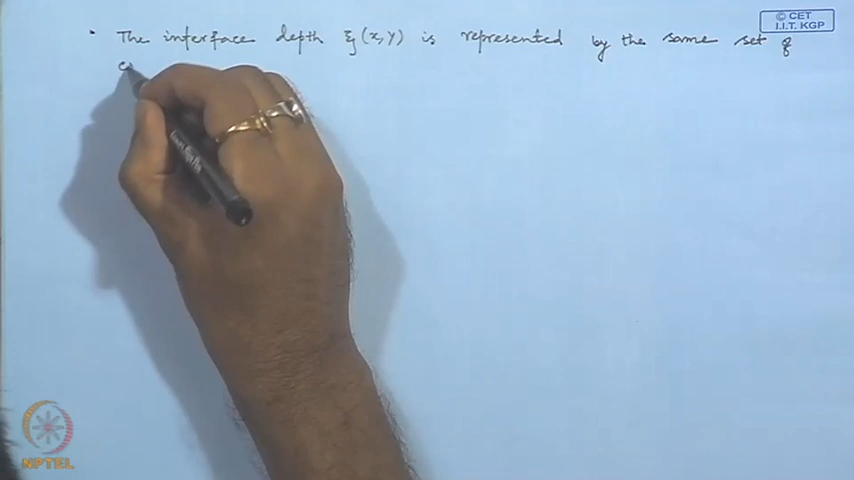 © CET
I.I.T. KGP
• The interface depth ξ(x,y) is represented by the same set of
NPTEL